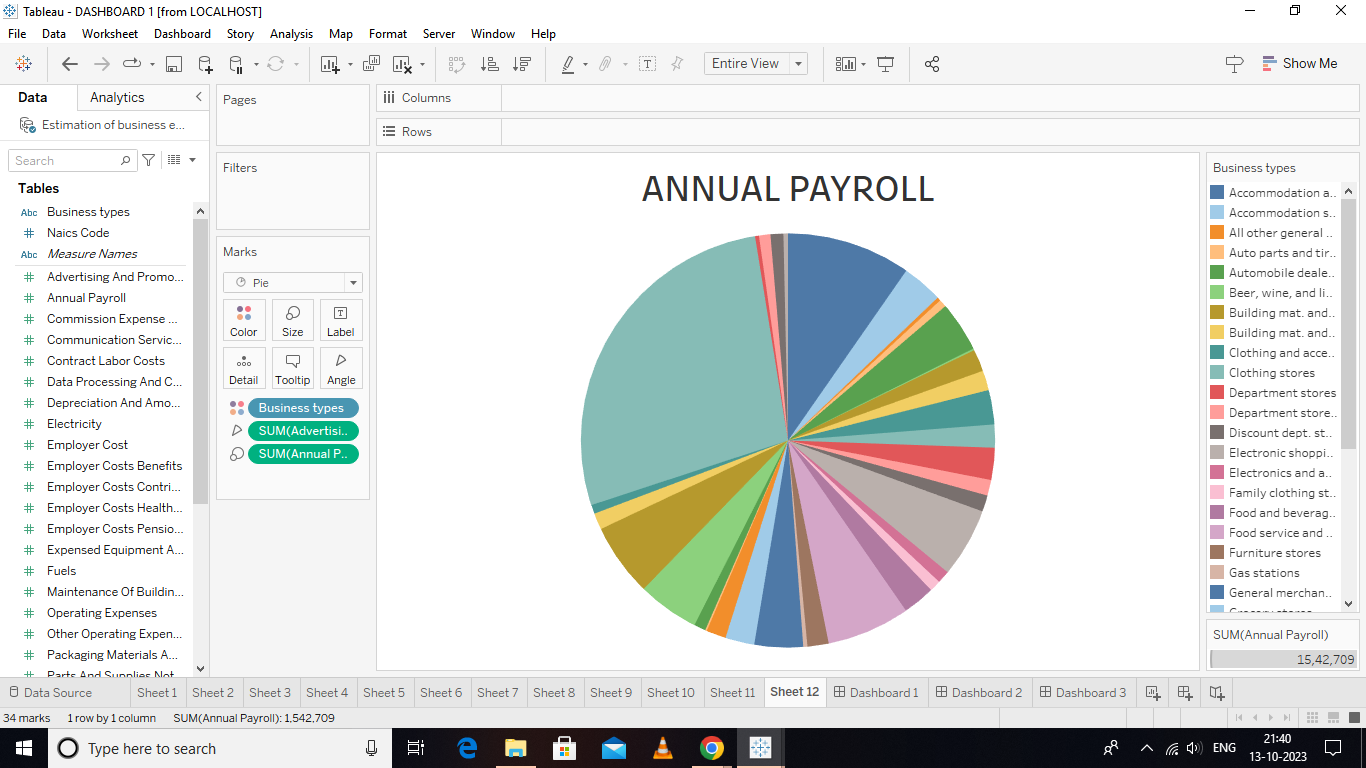 Tableau - DASHBOARD 1 [from LOCALHOST]
File Data Worksheet Dashboard Story Analysis Map Format Server Window Help
Entire View
Show Me
Data Analytics
Estimation of business e...
Search
Tables
Abc Business types
Naics Code
Abc Measure Names
Advertising And Promo...
Annual Payroll
Commission Expense ...
Communication Servic...
Contract Labor Costs
Data Processing And C...
Depreciation And Amo...
Electricity
Employer Cost
Employer Costs Benefits
Employer Costs Contri...
Employer Costs Health...
Employer Costs Pensio...
Expensed Equipment A...
Fuels
Maintenance Of Buildin...
Operating Expenses
Other Operating Expen...
Packaging Materials A...
Parts And Supplies Not
Pages
Filters
Marks
Pie
Color Size Label
Detail Tooltip Angle
Business types
SUM(Advertisi..
SUM(Annual P..
Columns
Rows
ANNUAL PAYROLL
Business types
Accommodation a..
Accommodation s..
All other general ..
Auto parts and tir..
Automobile deale..
Beer, wine, and li..
Building mat. and..
Building mat. and..
Clothing and acce..
Clothing stores
Department stores
Department store..
Discount dept. st..
Electronic shoppi..
Electronics and a..
Family clothing st..
Food and beverag..
Food service and ..
Furniture stores
Gas stations
General merchan..
Grocery stores
SUM(Annual Payroll)
15,42,709
Data Source Sheet 1 Sheet 2 Sheet 3 Sheet 4 Sheet 5 Sheet 6 Sheet 7 Sheet 8 Sheet 9 Sheet 10 Sheet 11 Sheet 12 Dashboard 1 Dashboard 2 Dashboard 3
34 marks 1 row by 1 column SUM(Annual Payroll): 1,542,709
Type here to search
ENG
21:40
13-10-2023